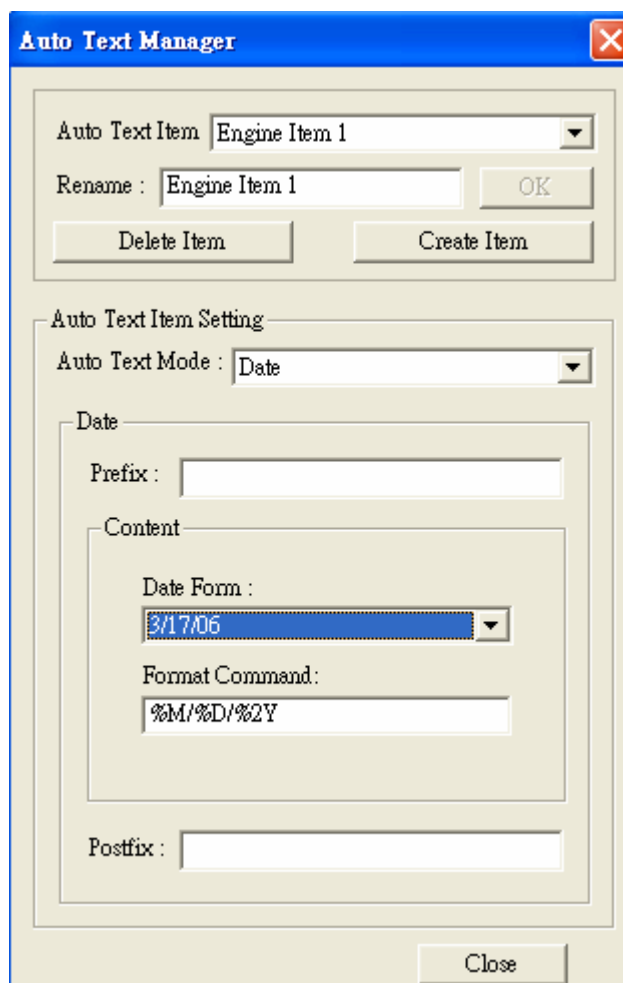 Auto Text Manager
Auto Text Item Engine Item 1
Rename : Engine Item 1 OK
Delete Item Create Item
Auto Text Item Setting
Auto Text Mode : Date
Date
Prefix :
Content
Date Form :
3/17/06
Format Command:
%M/%D/%2Y
Postfix :
Close